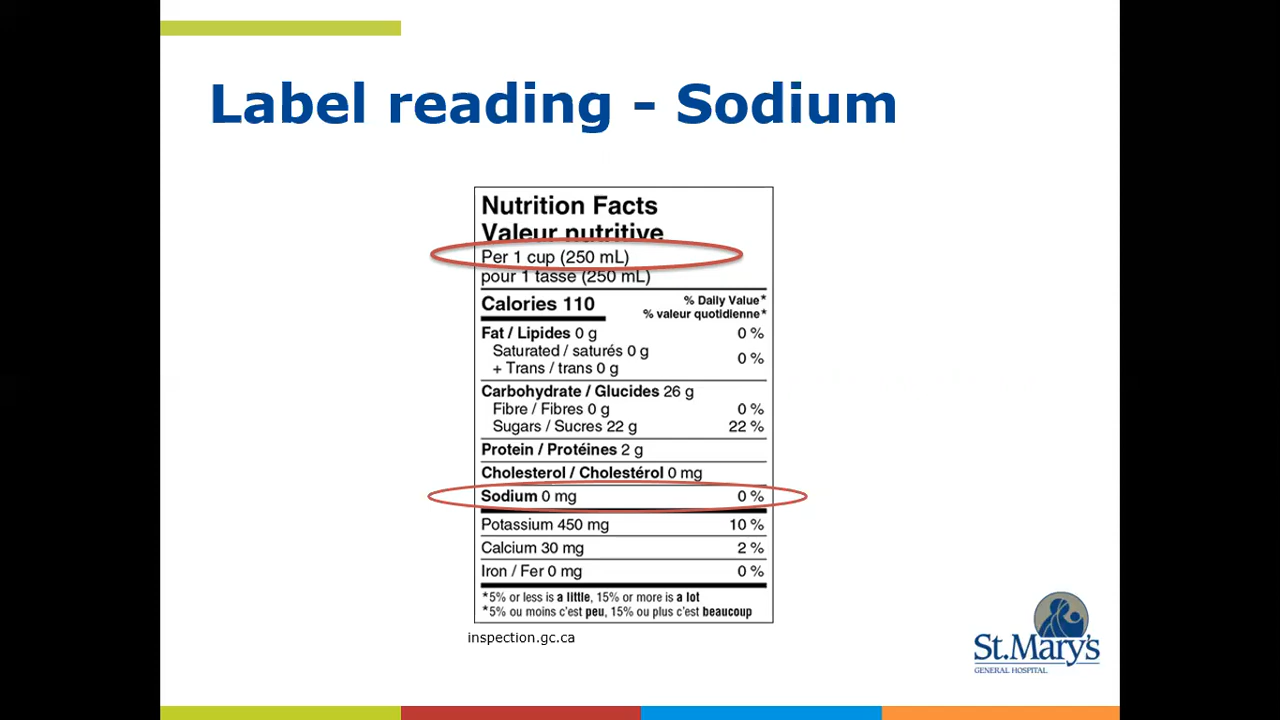 Label reading - Sodium
Nutrition Facts
Valeur nutritive
Per 1 cup (250 mL)
pour 1 tasse (250 mL)
Calories 110
% Daily Value*
% valeur quotidienne*
Fat / Lipides 0 g 0 %
Saturated / saturés 0 g
+ Trans / trans 0 g
0 %
Carbohydrate / Glucides 26 g
Fibre / Fibres 0 g 0 %
Sugars / Sucres 22 g 22 %
Protein / Protéines 2 g
Cholesterol / Cholestérol 0 mg
Sodium 0 mg 0 %
Potassium 450 mg 10 %
Calcium 30 mg 2 %
Iron / Fer 0 mg 0 %
*5% or less is a little, 15% or more is a lot
*5% ou moins c'est peu, 15% ou plus c'est beaucoup
inspection.gc.ca
St.Mary's
GENERAL HOSPITAL